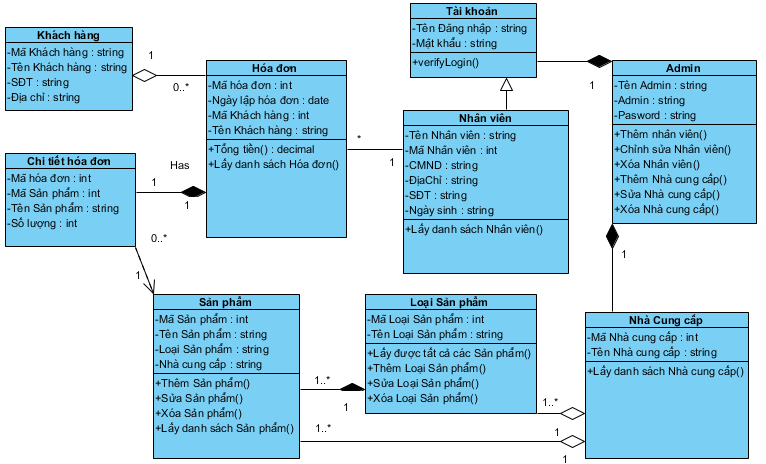 Khách hàng
-Mã Khách hàng : string
-Tên Khách hàng : string
-SĐT : string
-Địa chỉ : string
1
0..*
Hóa đơn
-Mã hóa đơn : int
-Ngày lập hóa đơn : date
-Mã Khách hàng : int
-Tên Khách hàng : string
+Tổng tiền() : decimal
+Lấy danh sách Hóa đơn()
Tài khoản
-Tên Đăng nhập : string
-Mật khẩu : string
+verifyLogin()
1
Admin
-Tên Admin : string
-Admin : string
-Pasword : string
+Thêm nhân viên()
+Chỉnh sửa Nhân viên()
+Xóa Nhân viên()
+Thêm Nhà cung cấp()
+Sửa Nhà cung cấp()
+Xóa Nhà cung cấp()
*
1
Nhân viên
-Tên Nhân viên : string
-Mã Nhân viên : int
-CMND : string
-ĐịaChỉ : string
-SĐT : string
-Ngày sinh : string
+Lấy danh sách Nhân viên()
Chi tiết hóa đơn
-Mã hóa đơn : int
-Mã Sản phẩm : int
-Tên Sản phẩm : string
-Số lượng : int
Has
1
1
0..*
1
1
Sản phẩm
-Mã Sản phẩm : int
-Tên Sản phẩm : string
-Loại Sản phẩm : string
-Nhà cung cấp : string
+Thêm Sản phẩm()
+Sửa Sản phẩm()
+Xóa Sản phẩm()
+Lấy danh sách Sản phẩm()
1..*
1
Loại Sản phẩm
-Mã Loại Sản phẩm : int
-Tên Loại Sản phẩm : string
+Lấy được tất cả các Sản phẩm()
+Thêm Loại Sản phẩm()
+Sửa Loại Sản phẩm()
+Xóa Loại Sản phẩm()
Nhà Cung cấp
-Mã Nhà cung cấp : int
-Tên Nhà cung cấp : string
+Lấy danh sách Nhà cung cấp()
1..*
1
1..*
1